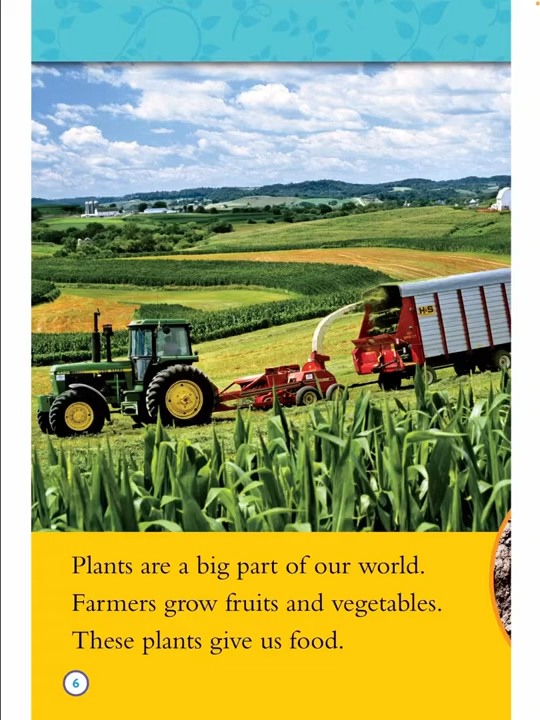 H&S
Plants are a big part of our world.
Farmers grow fruits and vegetables.
These plants give us food.
6